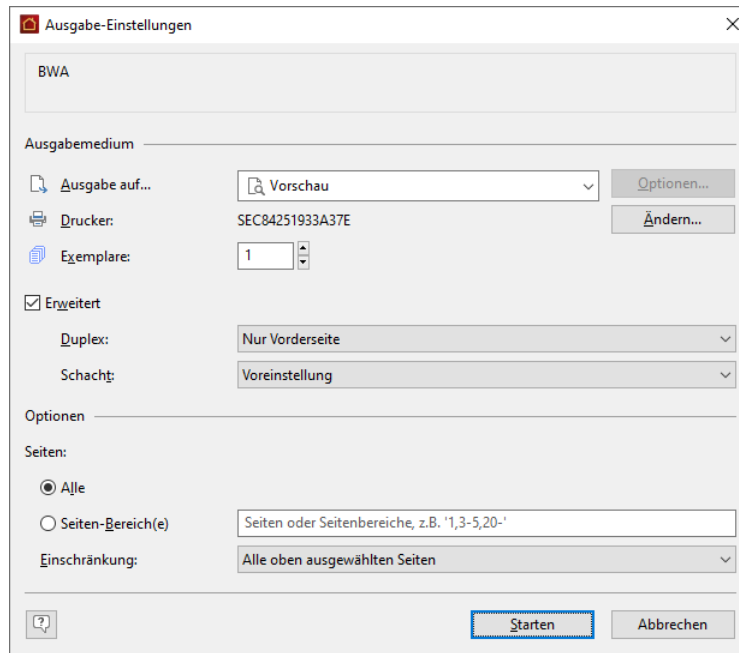 Ausgabe-Einstellungen
BWA
Ausgabemedium
Ausgabe auf... Vorschau Optionen...
Drucker: SEC84251933A37E Ändern...
Exemplare: 1
Erweitert
Duplex: Nur Vorderseite
Schacht: Voreinstellung
Optionen
Seiten:
Alle
Seiten-Bereich(e) Seiten oder Seitenbereiche, z.B. '1,3-5,20-'
Einschränkung: Alle oben ausgewählten Seiten
Starten Abbrechen